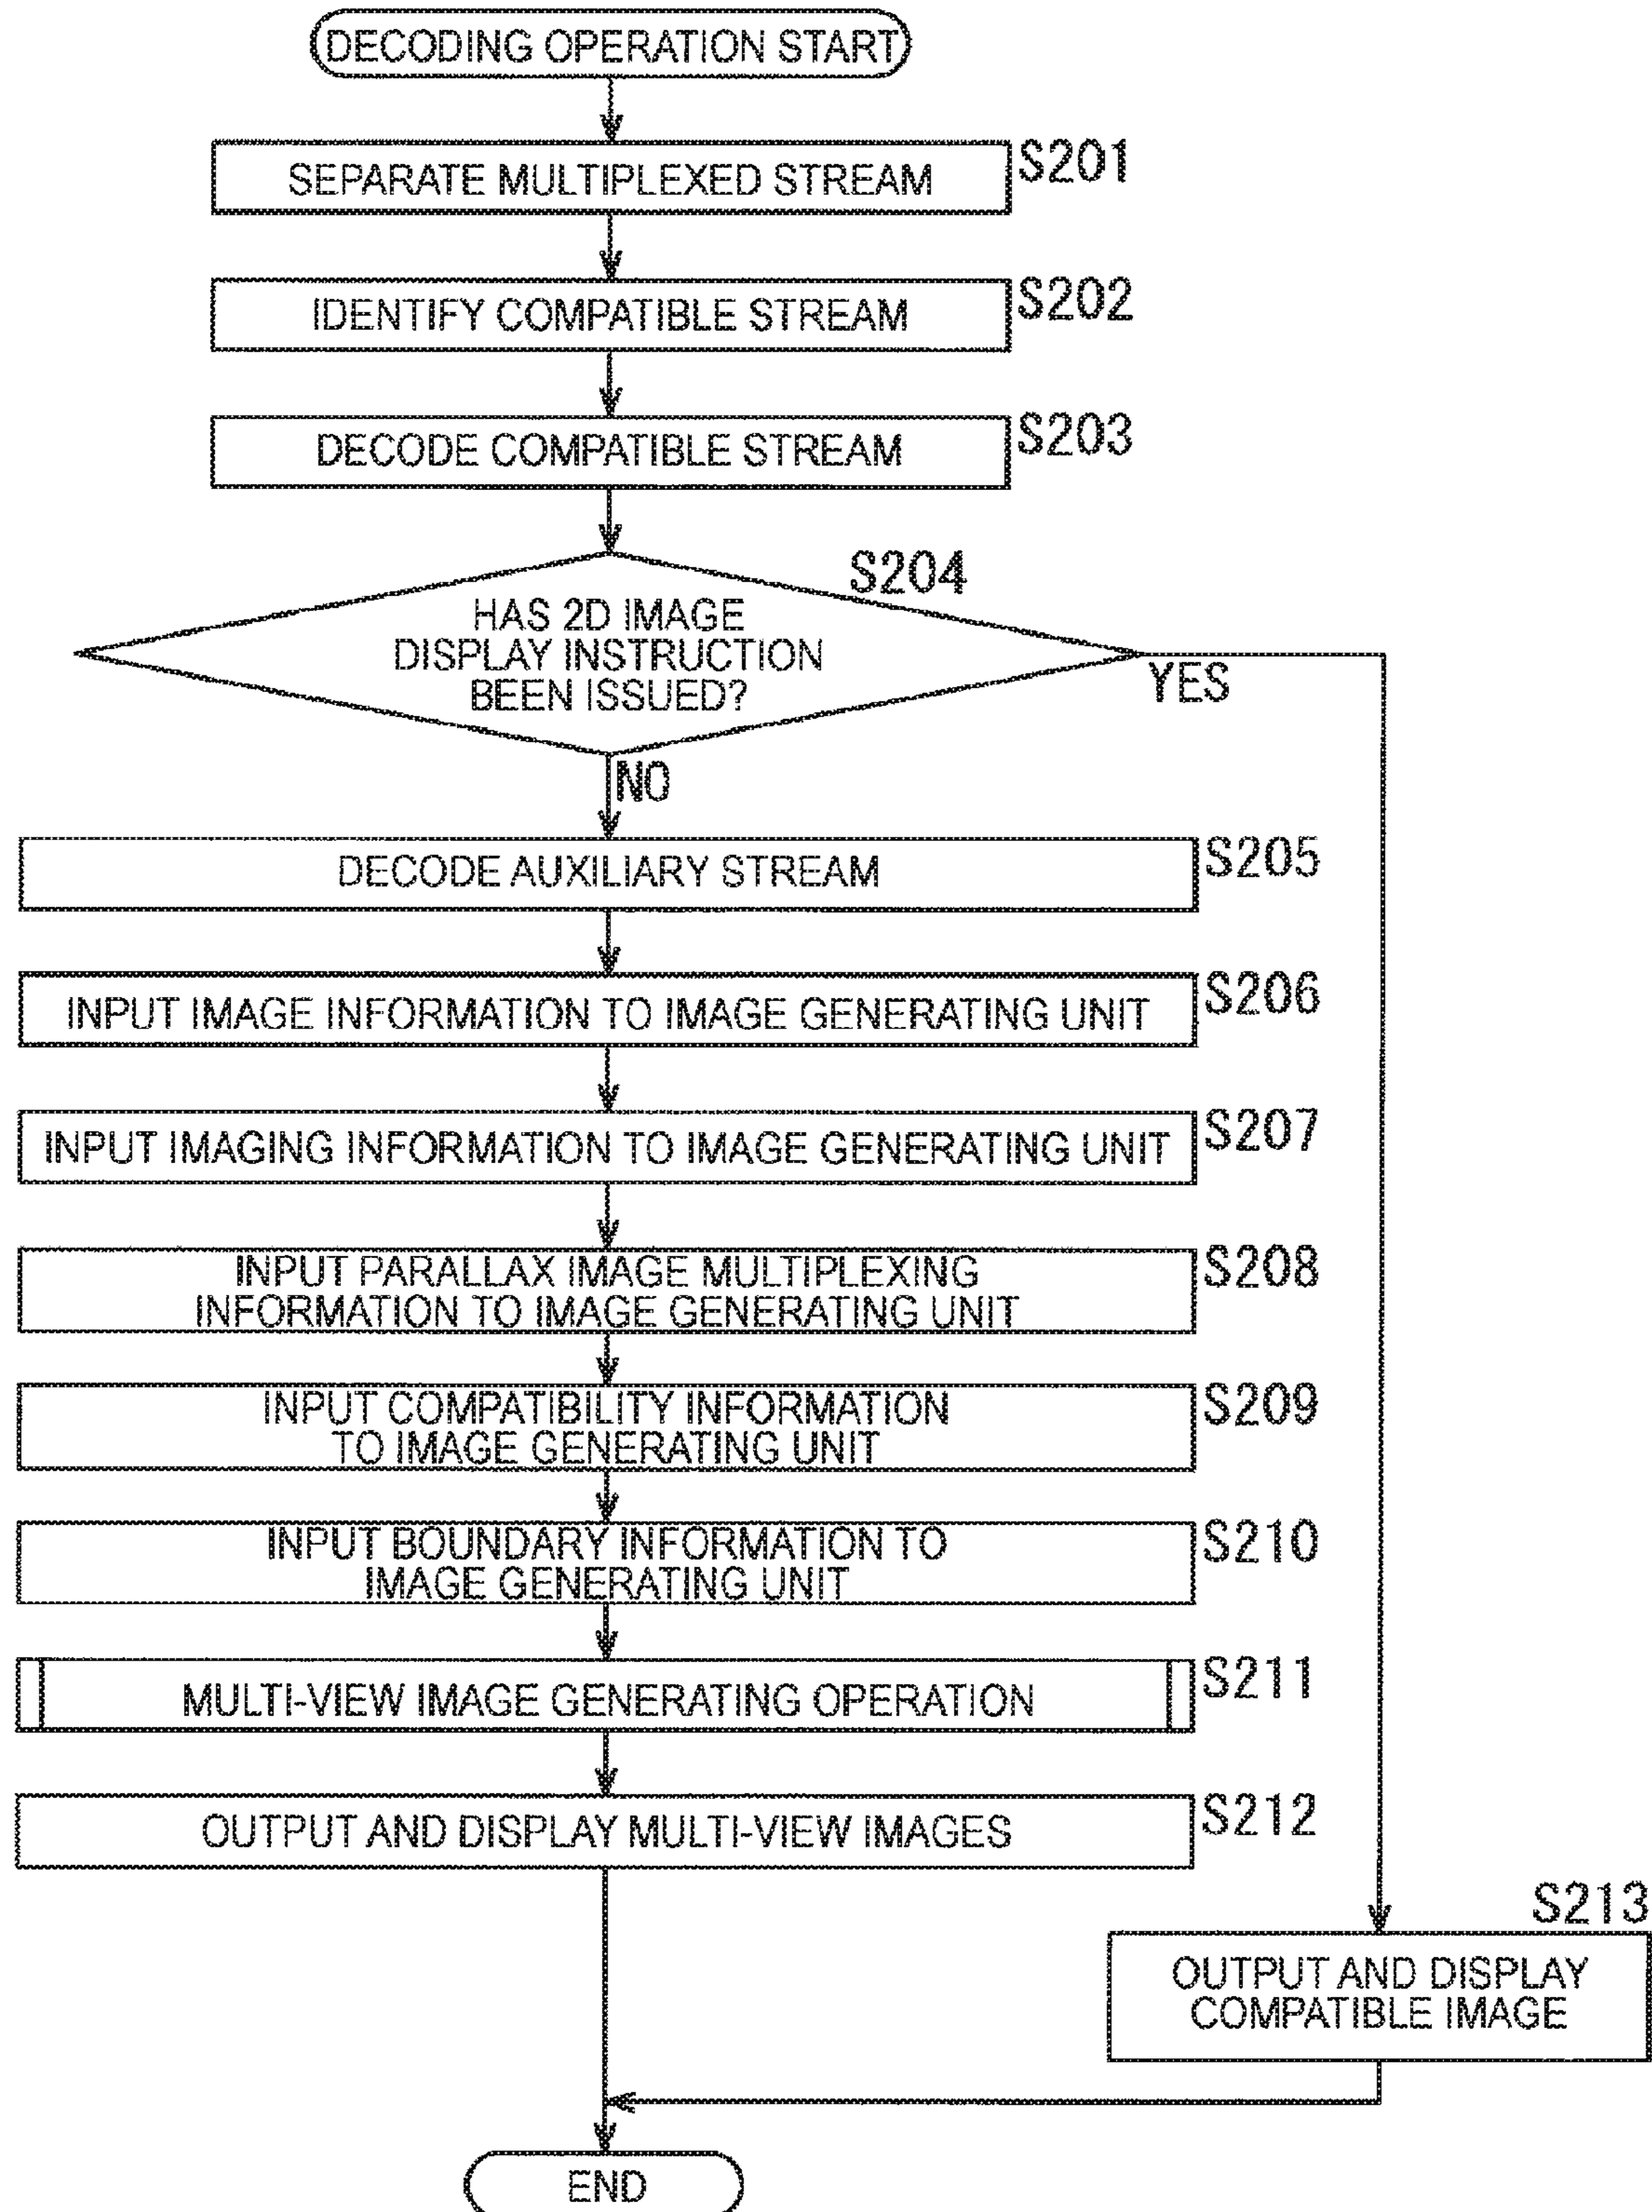 DECODING OPERATION START
SEPARATE MULTIPLEXED STREAM
S201
IDENTIFY COMPATIBLE STREAM
S202
DECODE COMPATIBLE STREAM
S203
S204
HAS 2D IMAGE
DISPLAY INSTRUCTION
BEEN ISSUED?
YES
NO
DECODE AUXILIARY STREAM
S205
INPUT IMAGE INFORMATION TO IMAGE GENERATING UNIT
S206
INPUT IMAGING INFORMATION TO IMAGE GENERATING UNIT
S207
INPUT PARALLAX IMAGE MULTIPLEXING
INFORMATION TO IMAGE GENERATING UNIT
S208
INPUT COMPATIBILITY INFORMATION
TO IMAGE GENERATING UNIT
S209
INPUT BOUNDARY INFORMATION TO
IMAGE GENERATING UNIT
S210
MULTI-VIEW IMAGE GENERATING OPERATION
S211
OUTPUT AND DISPLAY MULTI-VIEW IMAGES
S212
S213
OUTPUT AND DISPLAY
COMPATIBLE IMAGE
END